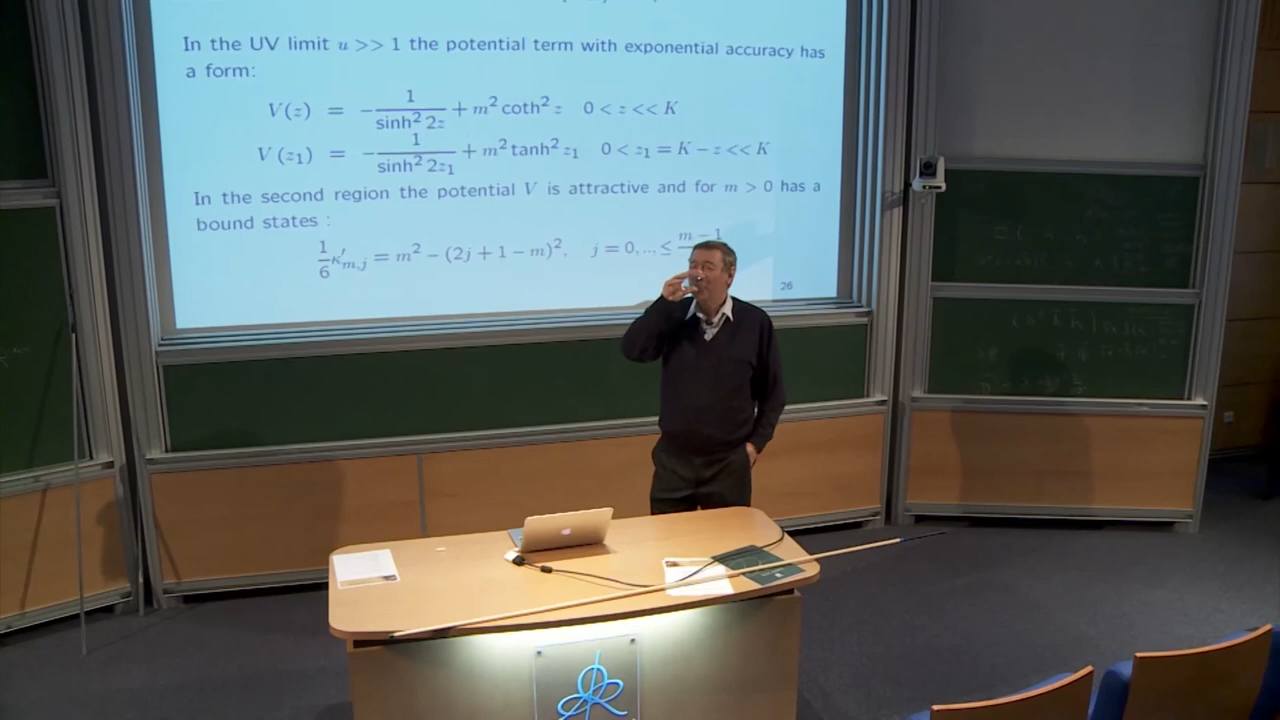 In the UV limit u >> 1 the potential term with exponential accuracy has
a form:
V(z) = -1/sinh² 2z + m² coth² z 0 < z << K
V(z₁) = -1/sinh² 2z₁ + m² tanh² z₁ 0 < z₁ = K - z << K
In the second region the potential V is attractive and for m > 0 has a
bound states :
1/6 κ′ₘ,ⱼ = m² - (2j + 1 - m)², j = 0, .., ≤ m - 1
26